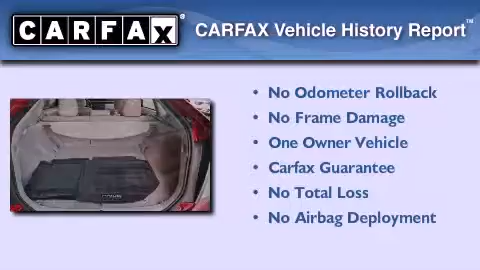 CARFAX® CARFAX Vehicle History Report™
• No Odometer Rollback
• No Frame Damage
• One Owner Vehicle
• Carfax Guarantee
• No Total Loss
• No Airbag Deployment